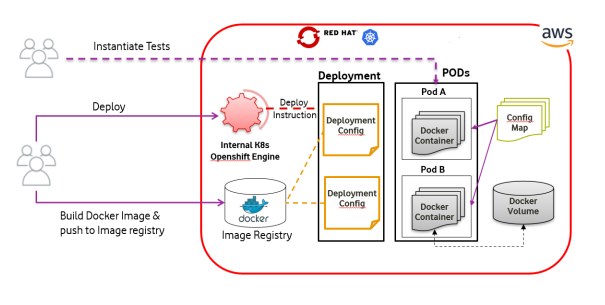 RED HAT
aws
Instantiate Tests
Deployment
PODs
Deploy
Deploy
Instruction
Internal K8s
Openshift Engine
Deployment
Config
Deployment
Config
Pod A
Docker
Container
Pod B
Docker
Container
Config
Map
Docker
Volume
Build Docker Image &
push to Image registry
docker
Image Registry